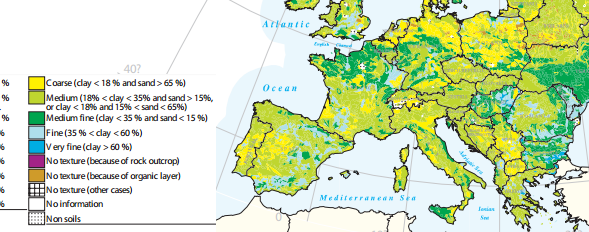 Atlantic
English Channel
40?
Ocean
%
Coarse (clay < 18 % and sand > 65 %)
%
Medium (18% < clay < 35% and sand > 15%,
or clay < 18% and 15% < sand < 65%)
%
Medium fine (clay < 35 % and sand < 15 %)
%
Fine (35 % < clay < 60 %)
%
Very fine (clay > 60 %)
%
No texture (because of rock outcrop)
%
No texture (because of organic layer)
%
No texture (other cases)
%
No information
Non soils
Adriatic Sea
Mediterranean Sea
Ionian
Sea
0